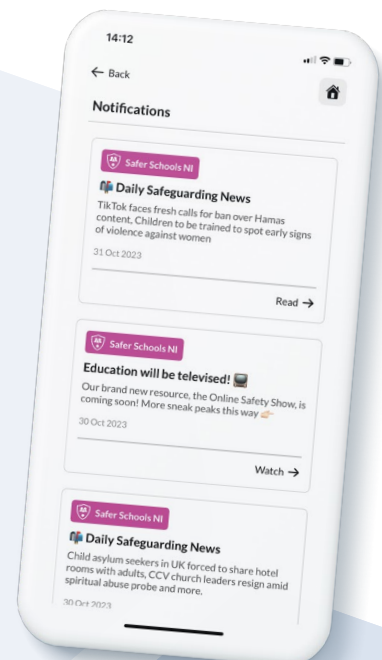 14:12
← Back
Notifications
Safer Schools NI
📬 Daily Safeguarding News
TikTok faces fresh calls for ban over Hamas
content, Children to be trained to spot early signs
of violence against women
31 Oct 2023
Read →
Safer Schools NI
Education will be televised! 📺
Our brand new resource, the Online Safety Show, is
coming soon! More sneak peaks this way 👉🏻
30 Oct 2023
Watch →
Safer Schools NI
📬 Daily Safeguarding News
Child asylum seekers in UK forced to share hotel
rooms with adults, CCV church leaders resign amid
spiritual abuse probe and more.
30 Oct 2023